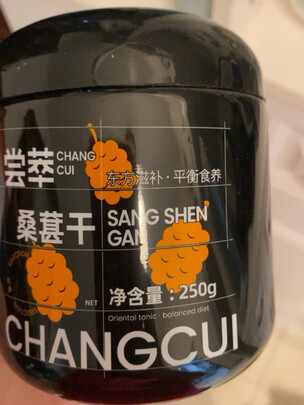 尝萃 CHANG CUI
东方滋补·平衡食养
桑葚干 SANG SHEN GAN
NET 净含量：250g
Oriental tonic · balanced diet
CHANGCUI